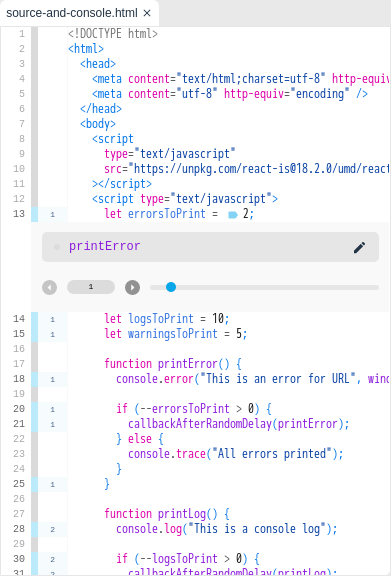 source-and-console.html ×
1 <!DOCTYPE html>
2 <html>
3 <head>
4 <meta content="text/html;charset=utf-8" http-equiv
5 <meta content="utf-8" http-equiv="encoding" />
6 </head>
7 <body>
8 <script
9 type="text/javascript"
10 src="https://unpkg.com/react-is@18.2.0/umd/react
11 ></script>
12 <script type="text/javascript">
13 1 let errorsToPrint = 2;
printError
1
14 1 let logsToPrint = 10;
15 1 let warningsToPrint = 5;
16
17 function printError() {
18 1 console.error("This is an error for URL", wind
19
20 1 if (--errorsToPrint > 0) {
21 1 callbackAfterRandomDelay(printError);
22 } else {
23 console.trace("All errors printed");
24 }
25 1 }
26
27 function printLog() {
28 2 console.log("This is a console log");
29
30 2 if (--logsToPrint > 0) {
31 2 callbackAfterRandomDelay(printLog);